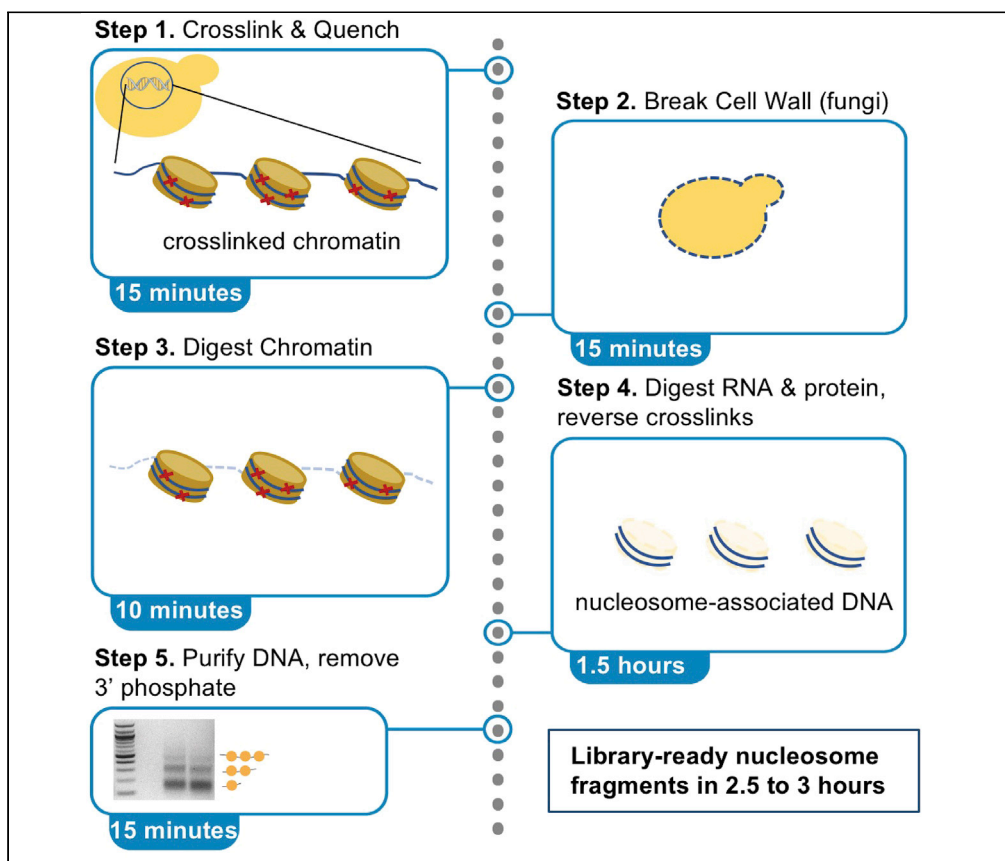 Step 1. Crosslink & Quench
crosslinked chromatin
15 minutes
Step 2. Break Cell Wall (fungi)
15 minutes
Step 3. Digest Chromatin
10 minutes
Step 4. Digest RNA & protein,
reverse crosslinks
nucleosome-associated DNA
1.5 hours
Step 5. Purify DNA, remove
3’ phosphate
15 minutes
Library-ready nucleosome
fragments in 2.5 to 3 hours